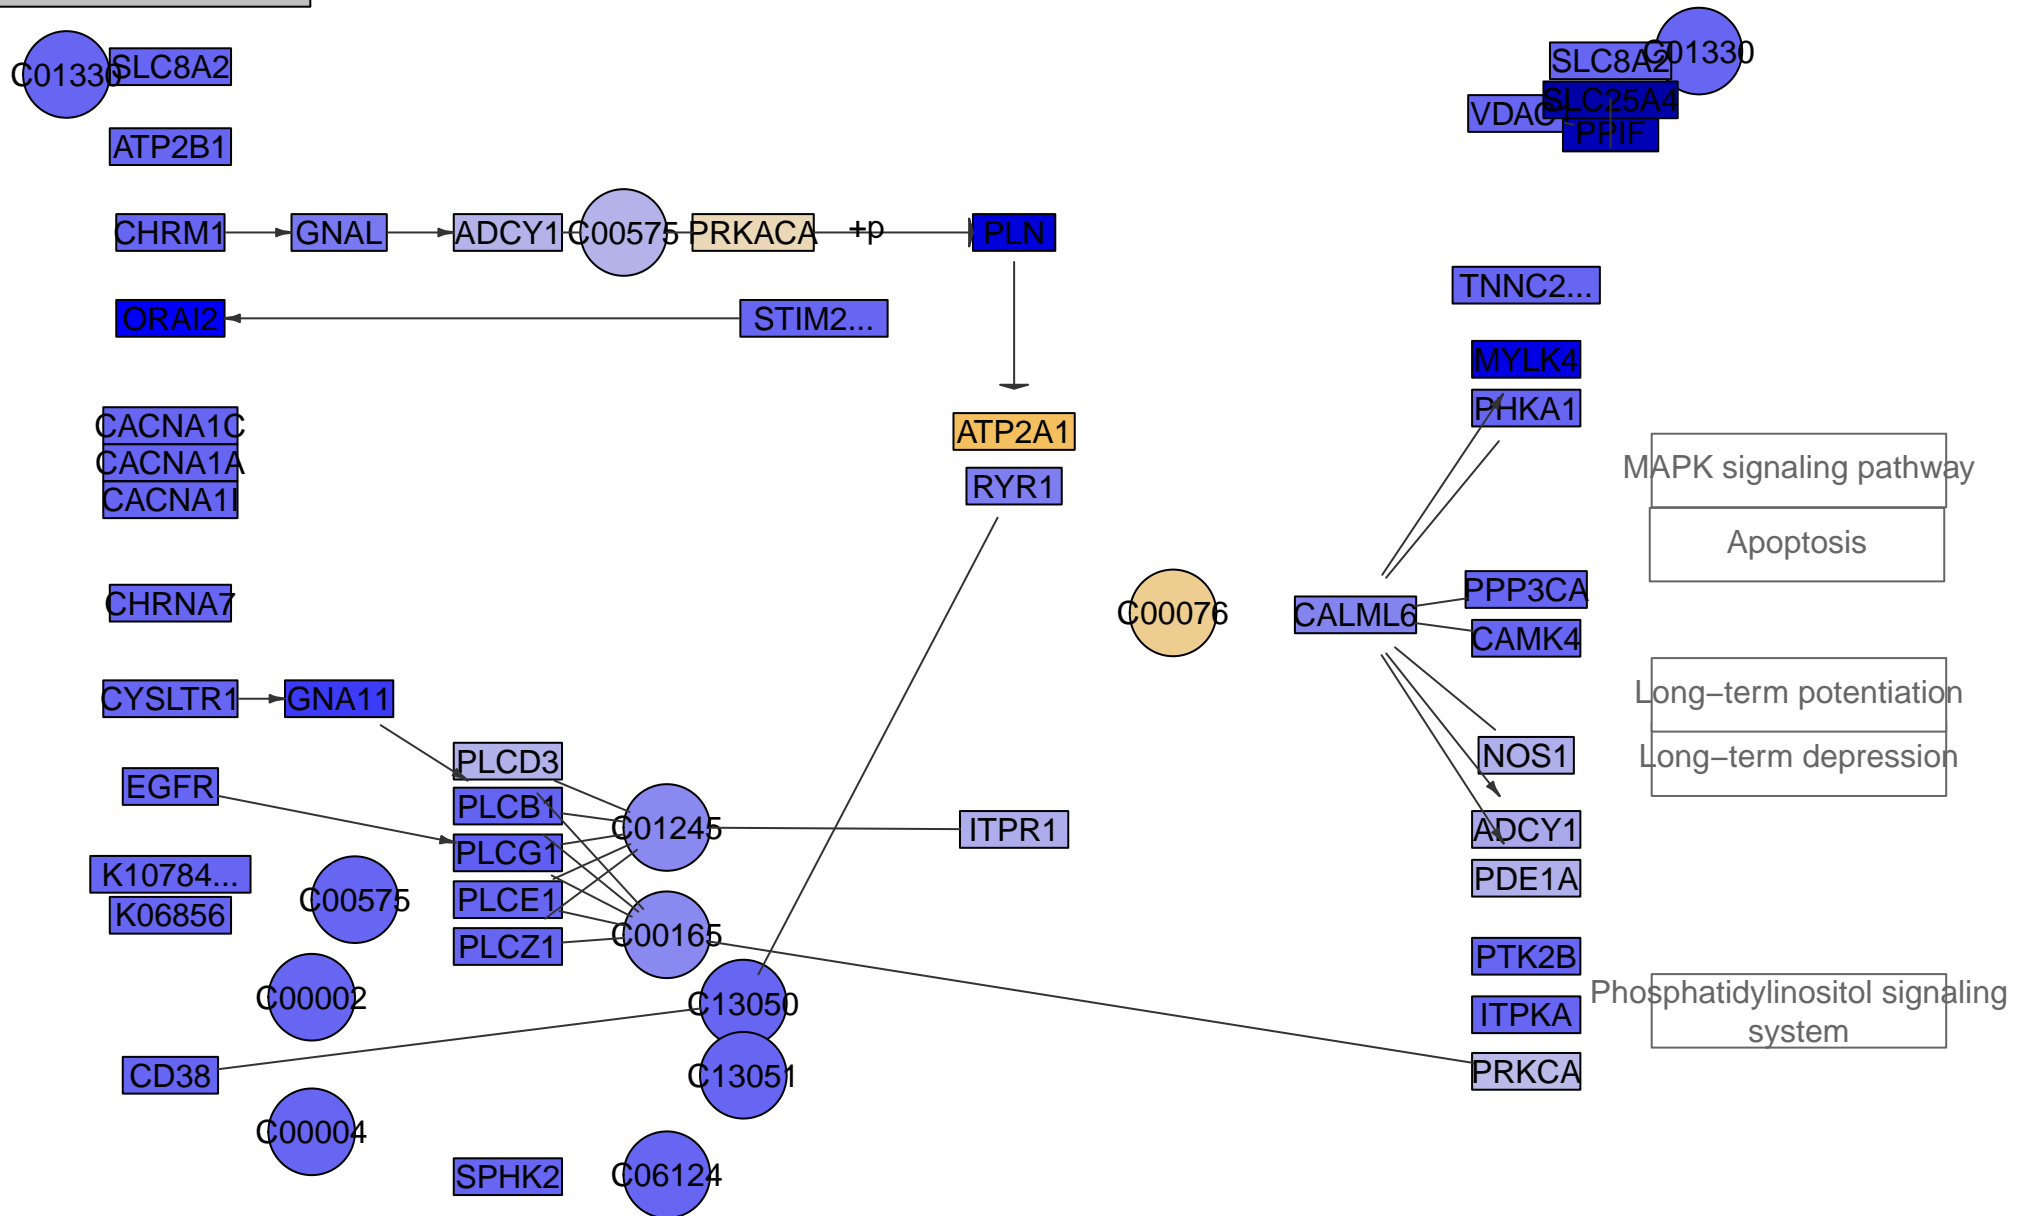 C01330
SLC8A2
SLC8A2
C01330
SLC25A4
VDAC1
PPIF
ATP2B1
CHRM1
GNAL
ADCY1
C00575
PRKACA
+p
PLN
TNNC2...
ORAI2
STIM2...
MYLK4
PHKA1
CACNA1C
CACNA1A
CACNA1I
ATP2A1
RYR1
MAPK signaling pathway
Apoptosis
CHRNA7
C00076
CALML6
PPP3CA
CAMK4
CYSLTR1
GNA11
Long−term potentiation
Long−term depression
NOS1
PLCD3
EGFR
PLCB1
C01245
ITPR1
ADCY1
PLCG1
K10784...
PDE1A
K06856
C00575
PLCE1
C00165
PLCZ1
PTK2B
C00002
C13050
ITPKA
Phosphatidylinositol signaling
system
CD38
C13051
PRKCA
C00004
SPHK2
C06124